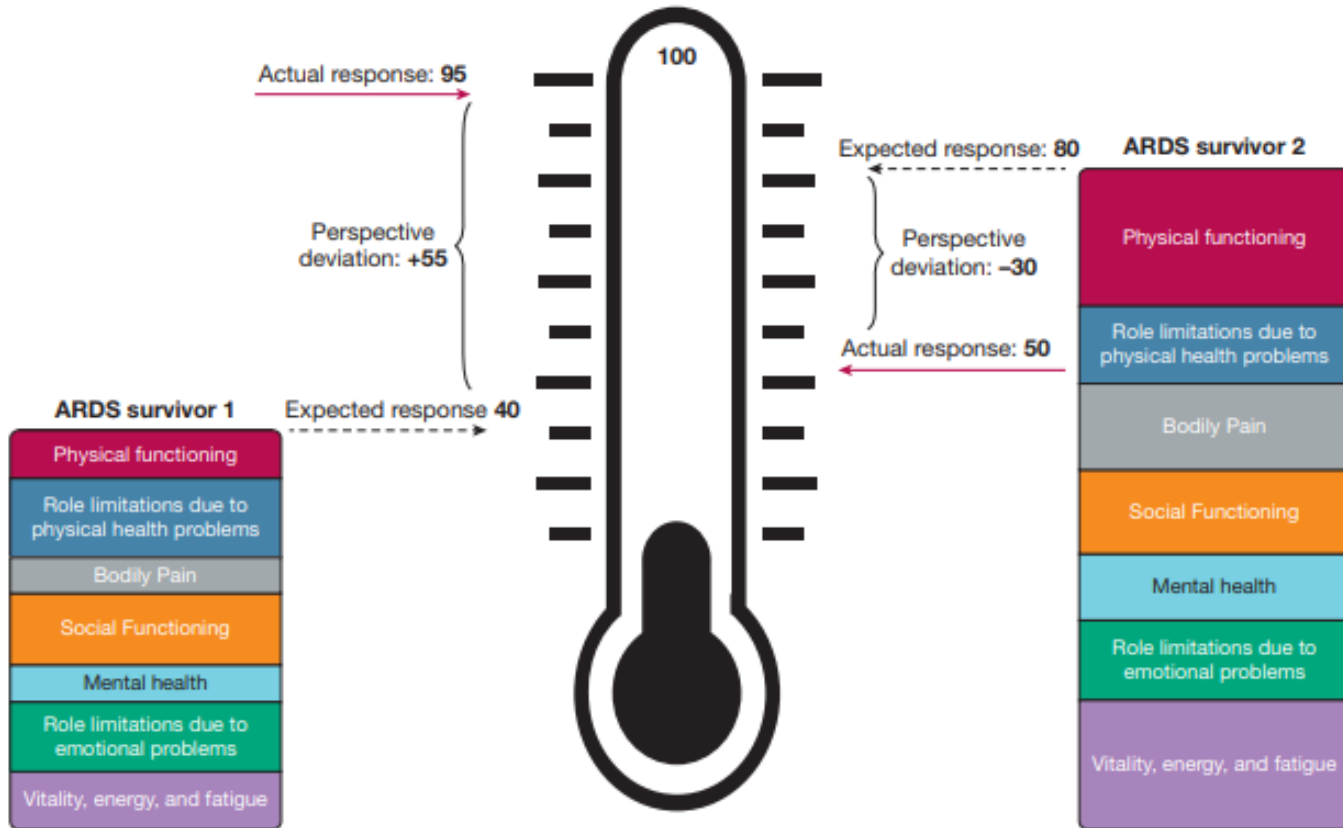 100
Actual response: 95
Perspective
deviation: +55
ARDS survivor 1
Expected response 40
Physical functioning
Role limitations due to
physical health problems
Bodily Pain
Social Functioning
Mental health
Role limitations due to
emotional problems
Vitality, energy, and fatigue
Expected response: 80
ARDS survivor 2
Perspective
deviation: –30
Actual response: 50
Physical functioning
Role limitations due to
physical health problems
Bodily Pain
Social Functioning
Mental health
Role limitations due to
emotional problems
Vitality, energy, and fatigue